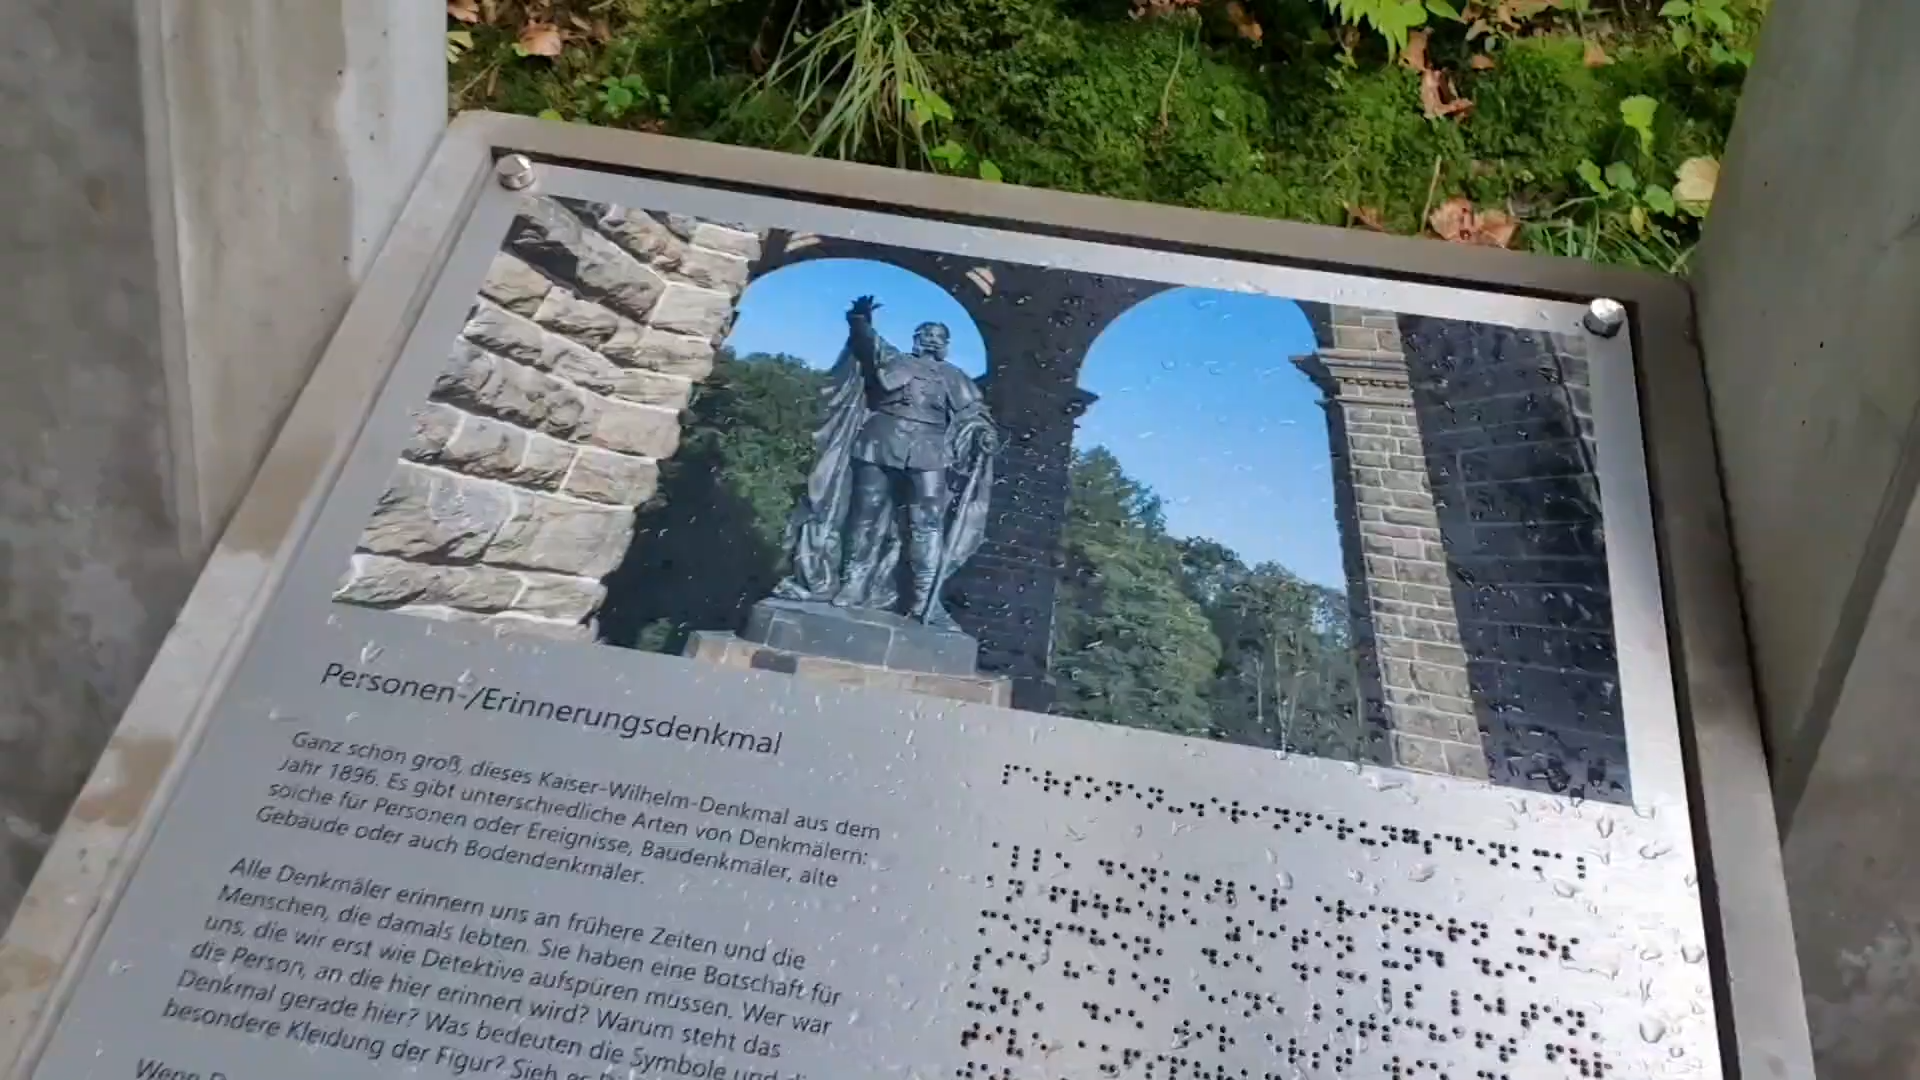 Personen-/Erinnerungsdenkmal
Ganz schön groß, dieses Kaiser-Wilhelm-Denkmal aus dem
Jahr 1896. Es gibt unterschiedliche Arten von Denkmälern:
solche für Personen oder Ereignisse, Baudenkmäler, alte
Gebäude oder auch Bodendenkmäler.
Alle Denkmäler erinnern uns an frühere Zeiten und die
Menschen, die damals lebten. Sie haben eine Botschaft für
uns, die wir erst wie Detektive aufspüren müssen. Wer war
die Person, an die hier erinnert wird? Warum steht das
Denkmal gerade hier? Was bedeuten die Symbole und
besondere Kleidung der Figur? Sieh
Wenn